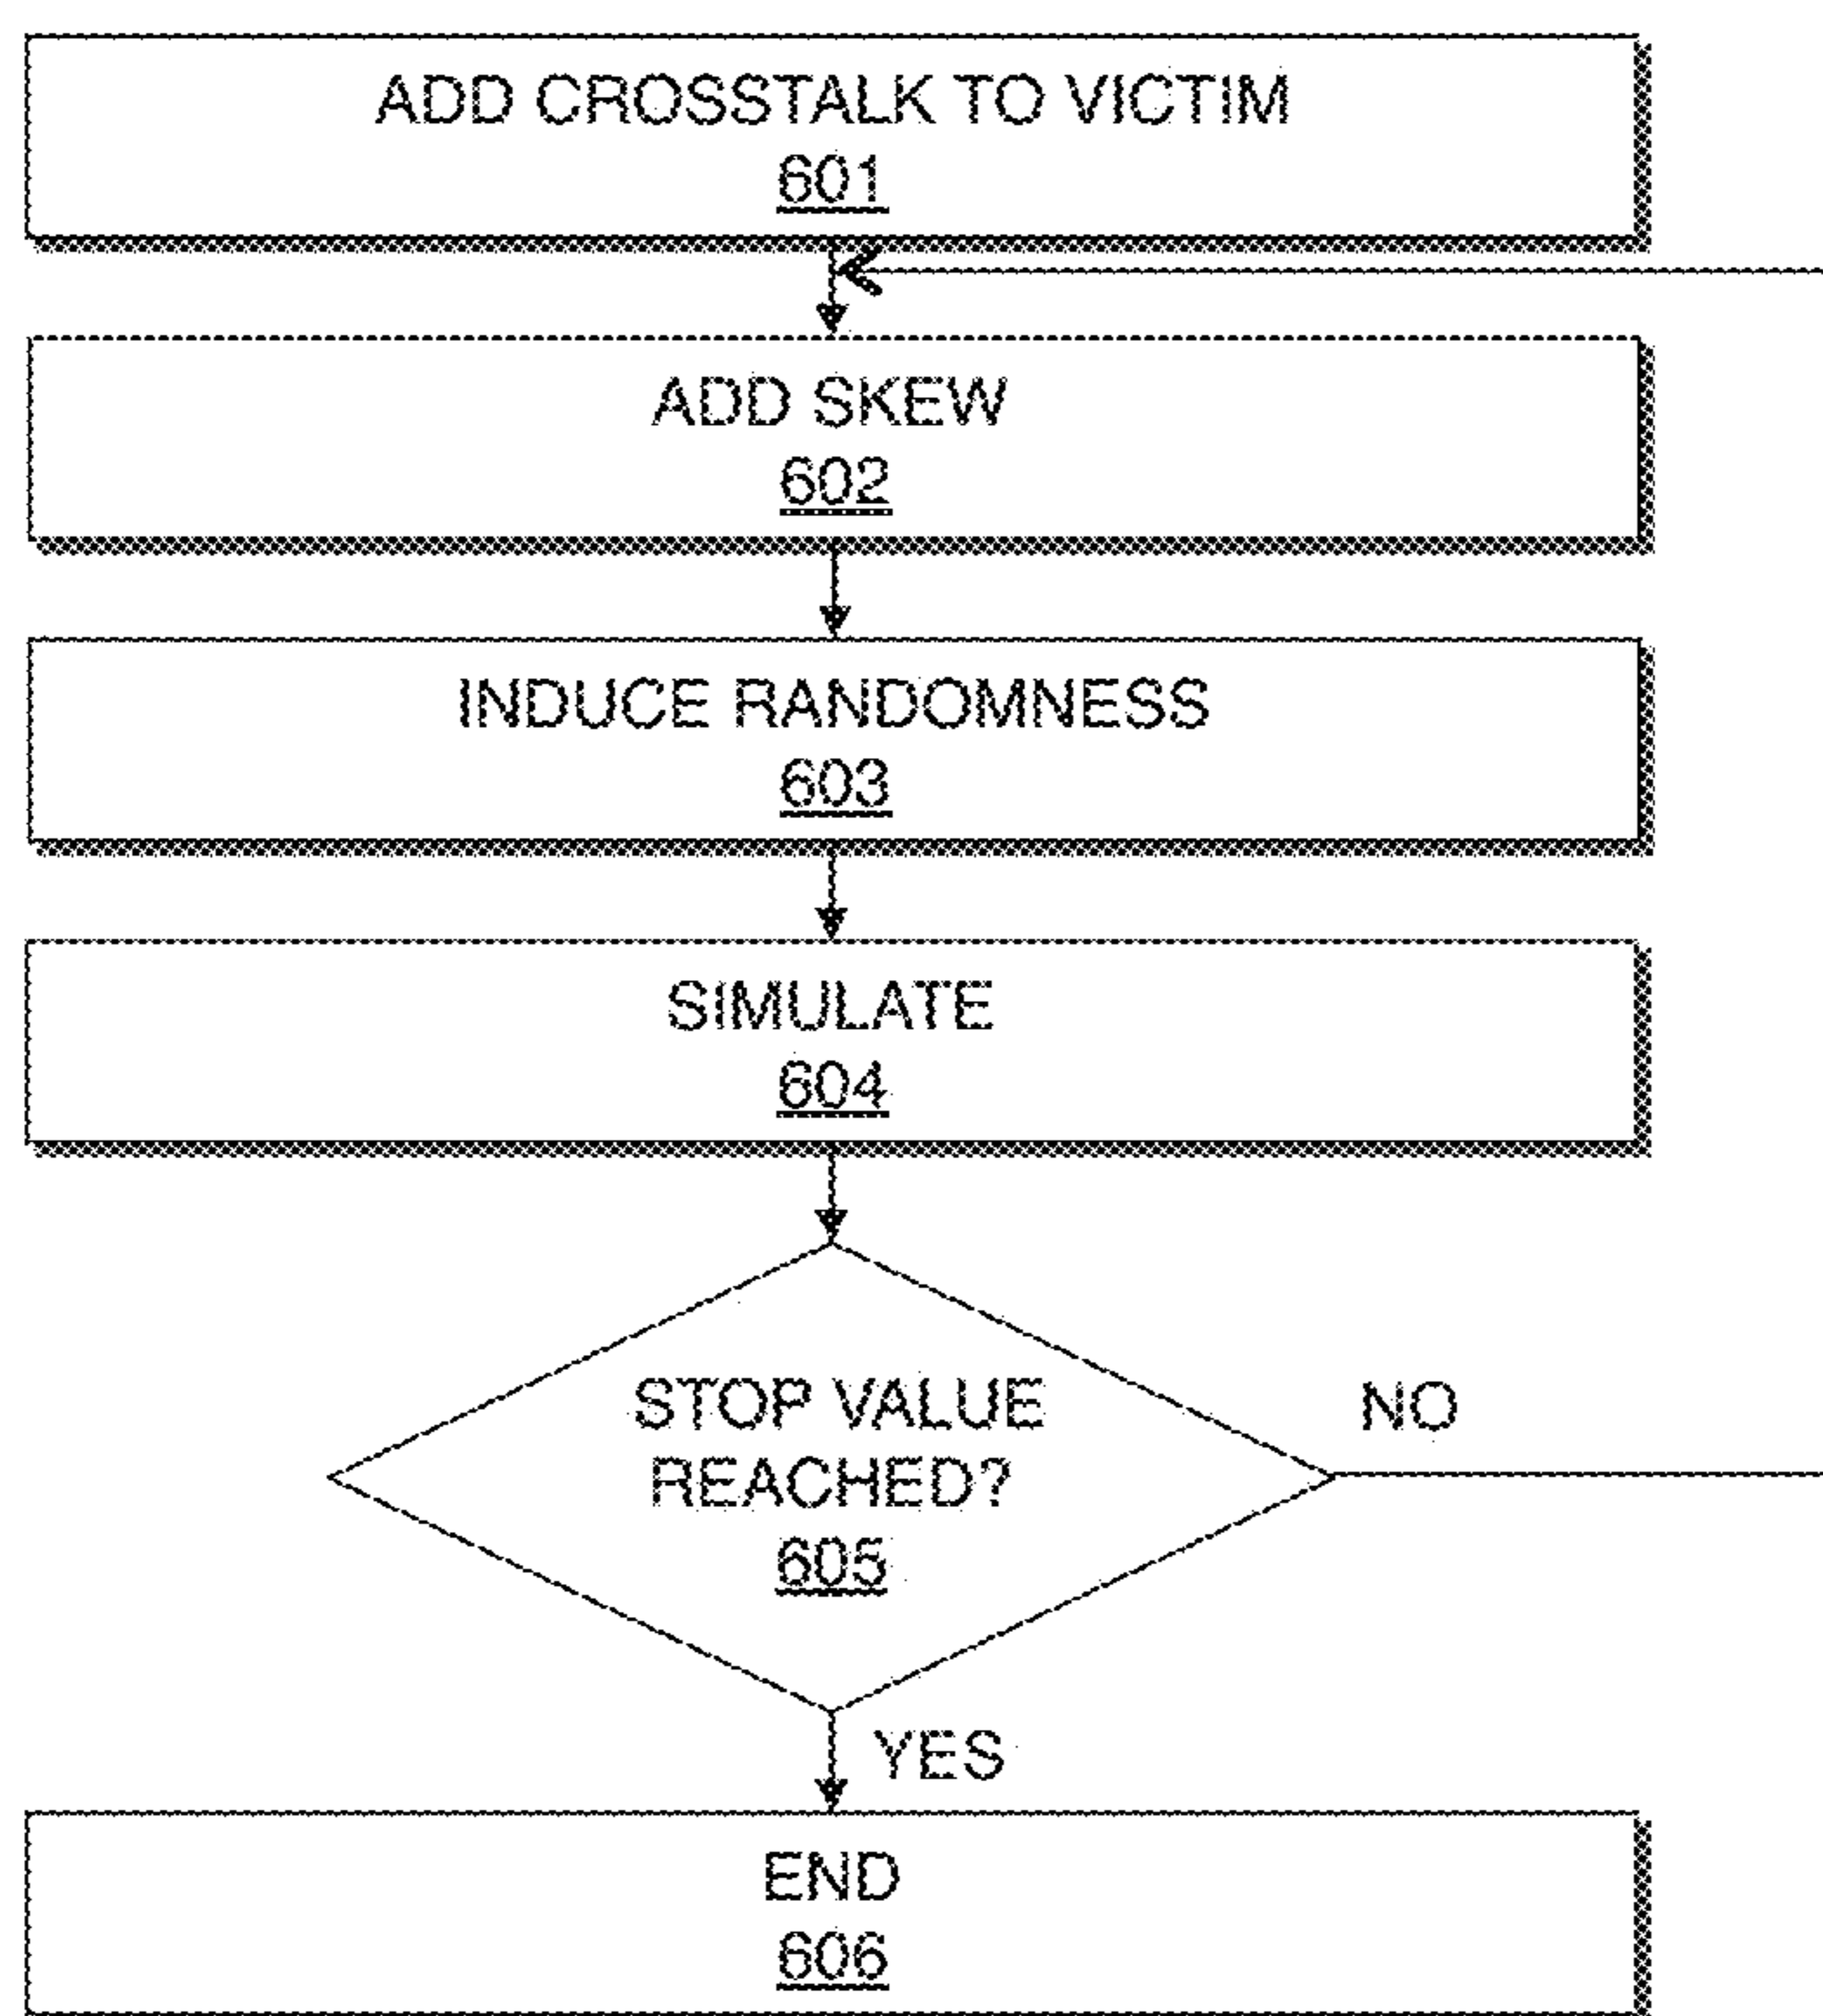 ADD CROSSTALK TO VICTIM
601
ADD SKEW
602
INDUCE RANDOMNESS
603
SIMULATE
604
STOP VALUE
REACHED?
605
NO
YES
END
606